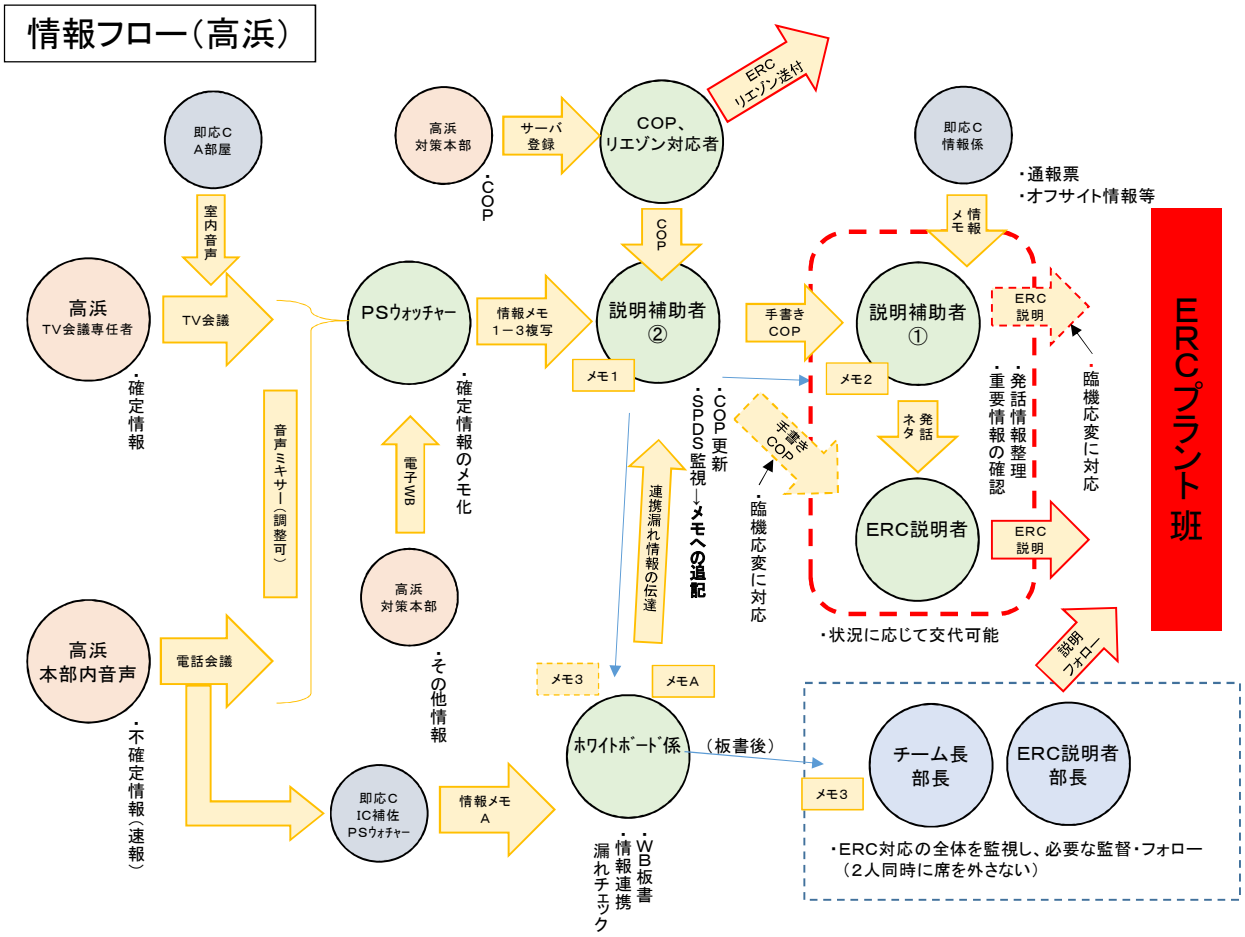 情報フロー(高浜)
即応C
A部屋
室内音声
高浜
対策本部
・COP
サーバ
登録
COP、
リエゾン対応者
ERC
リエゾン送付
即応C
情報係
・通報票
・オフサイト情報等
情報
メモ
COP
高浜
TV会議専任者
・確定情報
TV会議
PSウォッチャー
・確定情報のメモ化
情報メモ
1-3複写
説明補助者
②
メモ1
・COP更新
・SPDS監視→メモへの追記
手書き
COP
説明補助者
①
メモ2
ERC
説明
・臨機応変に対応
・発話情報整理
・重要情報の確認
発話
ネタ
手書き
COP
・臨機応変に対応
ERC説明者
ERC
説明
・状況に応じて交代可能
ERCプラント班
音声ミキサー(調整可)
電子WB
高浜
対策本部
・その他情報
連携漏れ情報の伝達
高浜
本部内音声
・不確定情報(速報)
電話会議
即応C
IC補佐
PSウォチャー
情報メモ
A
メモ3
メモA
ホワイトボード係
・WB板書
・情報連携
漏れチェック
(板書後)
メモ3
説明
フォロー
チーム長
部長
ERC説明者
部長
・ERC対応の全体を監視し、必要な監督・フォロー
(2人同時に席を外さない)